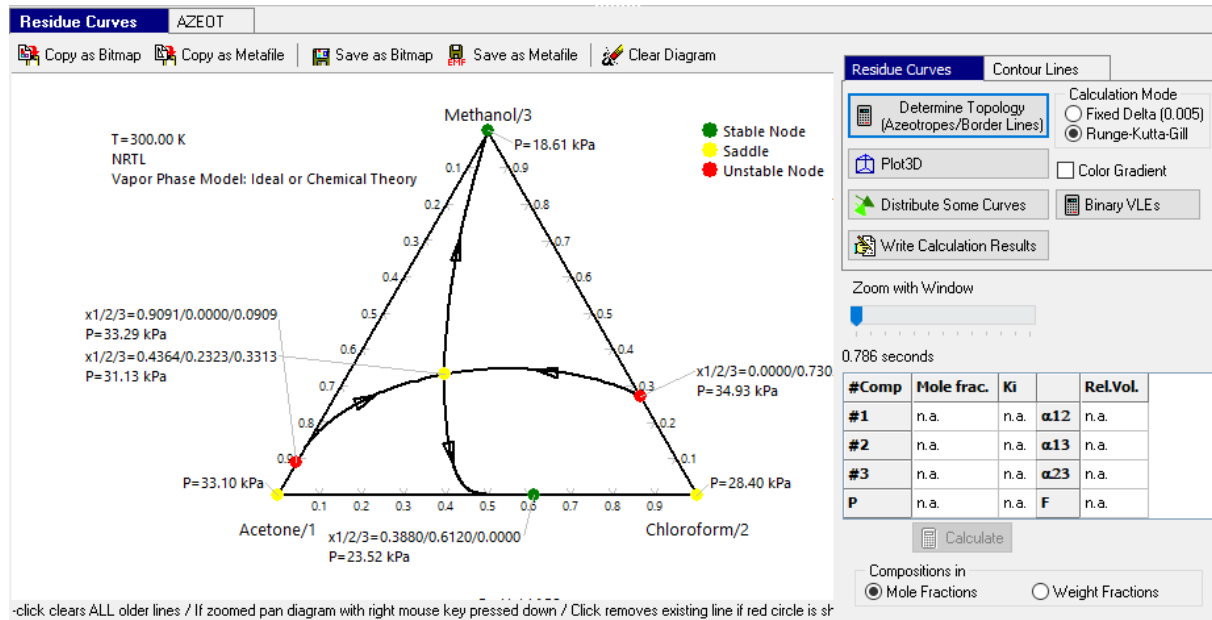 Residue Curves
AZEOT
Copy as Bitmap
Copy as Metafile
Save as Bitmap
EMF
Save as Metafile
Clear Diagram
T=300.00 K
NRTL
Vapor Phase Model: Ideal or Chemical Theory
Methanol/3
P=18.61 kPa
Stable Node
Saddle
Unstable Node
0.1
0.2
0.3
0.4
0.5
0.6
0.7
0.8
0.9
0.9
0.8
0.7
0.6
0.5
0.4
0.3
0.2
0.1
x1/2/3=0.9091/0.0000/0.0909
P=33.29 kPa
x1/2/3=0.4364/0.2323/0.3313
P=31.13 kPa
x1/2/3=0.0000/0.730
P=34.93 kPa
P=33.10 kPa
P=28.40 kPa
0.1
0.2
0.3
0.4
0.5
0.6
0.7
0.8
0.9
Acetone/1
Chloroform/2
x1/2/3=0.3880/0.6120/0.0000
P=23.52 kPa
-click clears ALL older lines / If zoomed pan diagram with right mouse key pressed down / Click removes existing line if red circle is sh
Residue Curves
Contour Lines
Determine Topology
(Azeotropes/Border Lines)
Calculation Mode
Fixed Delta (0.005)
Runge-Kutta-Gill
Plot3D
Color Gradient
Distribute Some Curves
Binary VLEs
Write Calculation Results
Zoom with Window
0.786 seconds
#Comp Mole frac. Ki Rel.Vol.
#1 n.a. n.a. α12 n.a.
#2 n.a. n.a. α13 n.a.
#3 n.a. n.a. α23 n.a.
P n.a. n.a. F n.a.
Calculate
Compositions in
Mole Fractions
Weight Fractions